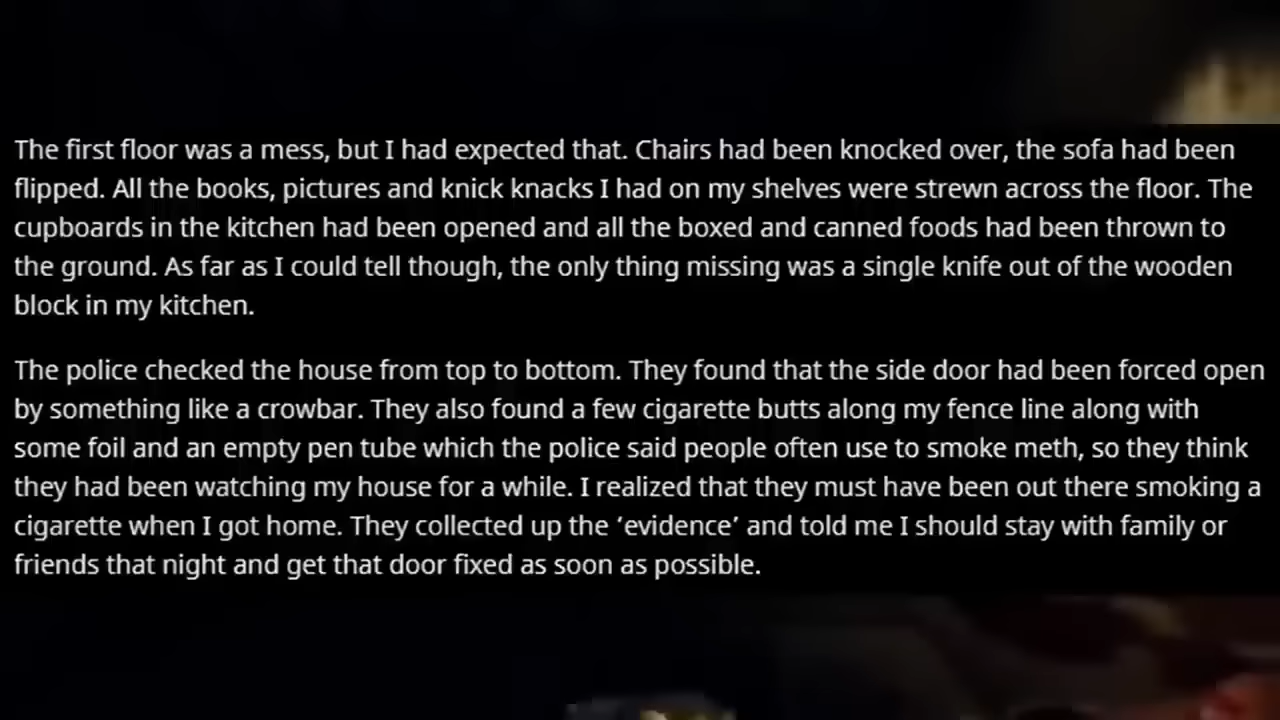 The first floor was a mess, but I had expected that. Chairs had been knocked over, the sofa had been
flipped. All the books, pictures and knick knacks I had on my shelves were strewn across the floor. The
cupboards in the kitchen had been opened and all the boxed and canned foods had been thrown to
the ground. As far as I could tell though, the only thing missing was a single knife out of the wooden
block in my kitchen.
The police checked the house from top to bottom. They found that the side door had been forced open
by something like a crowbar. They also found a few cigarette butts along my fence line along with
some foil and an empty pen tube which the police said people often use to smoke meth, so they think
they had been watching my house for a while. I realized that they must have been out there smoking a
cigarette when I got home. They collected up the ‘evidence’ and told me I should stay with family or
friends that night and get that door fixed as soon as possible.